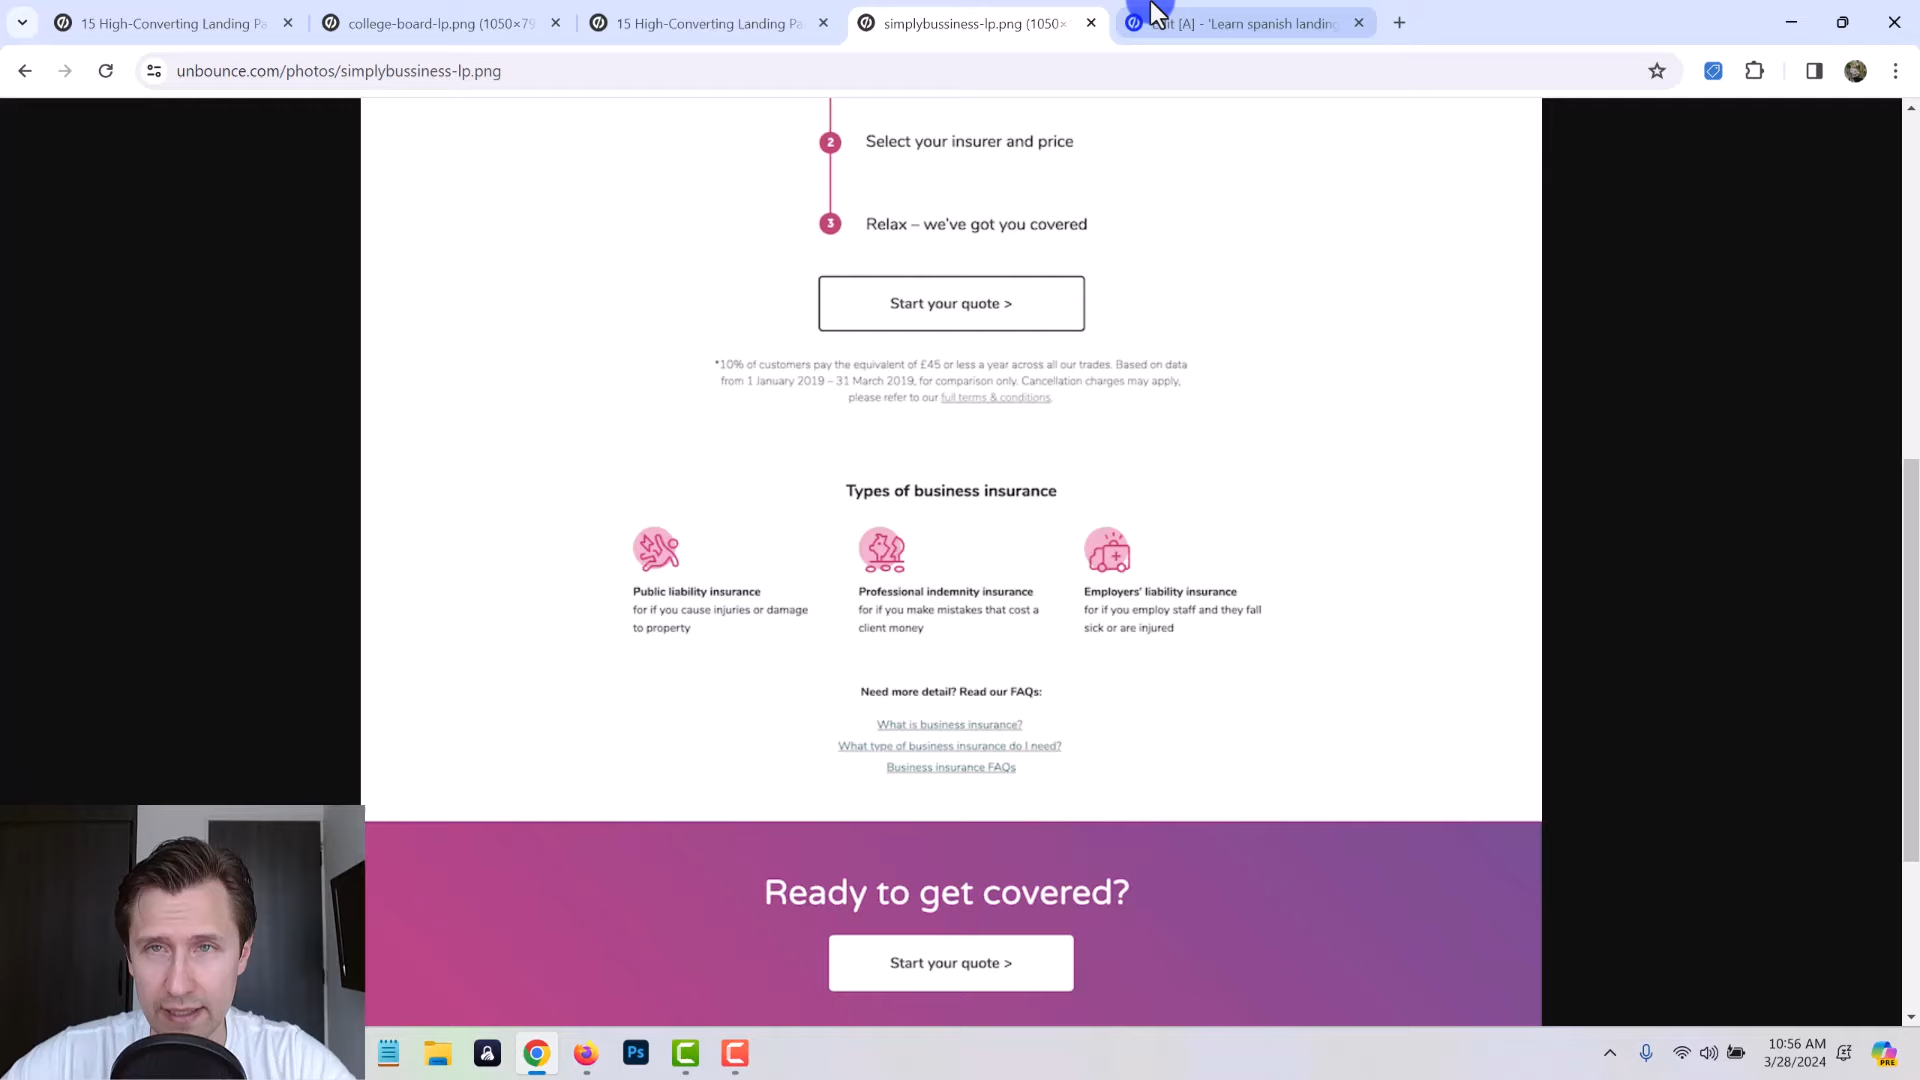 15 High-Converting Landing Pa
college-board-lp.png (1050×79
15 High-Converting Landing Pa
simplybussiness-lp.png (1050×
[A] - 'Learn spanish landing
unbounce.com/photos/simplybussiness-lp.png
2 Select your insurer and price
3 Relax – we've got you covered
Start your quote >
*10% of customers pay the equivalent of £45 or less a year across all our trades. Based on data
from 1 January 2019 – 31 March 2019, for comparison only. Cancellation charges may apply,
please refer to our full terms & conditions.
Types of business insurance
Public liability insurance
for if you cause injuries or damage
to property
Professional indemnity insurance
for if you make mistakes that cost a
client money
Employers' liability insurance
for if you employ staff and they fall
sick or are injured
Need more detail? Read our FAQs:
What is business insurance?
What type of business insurance do I need?
Business insurance FAQs
Ready to get covered?
Start your quote >
Ps
10:56 AM
3/28/2024
PRE